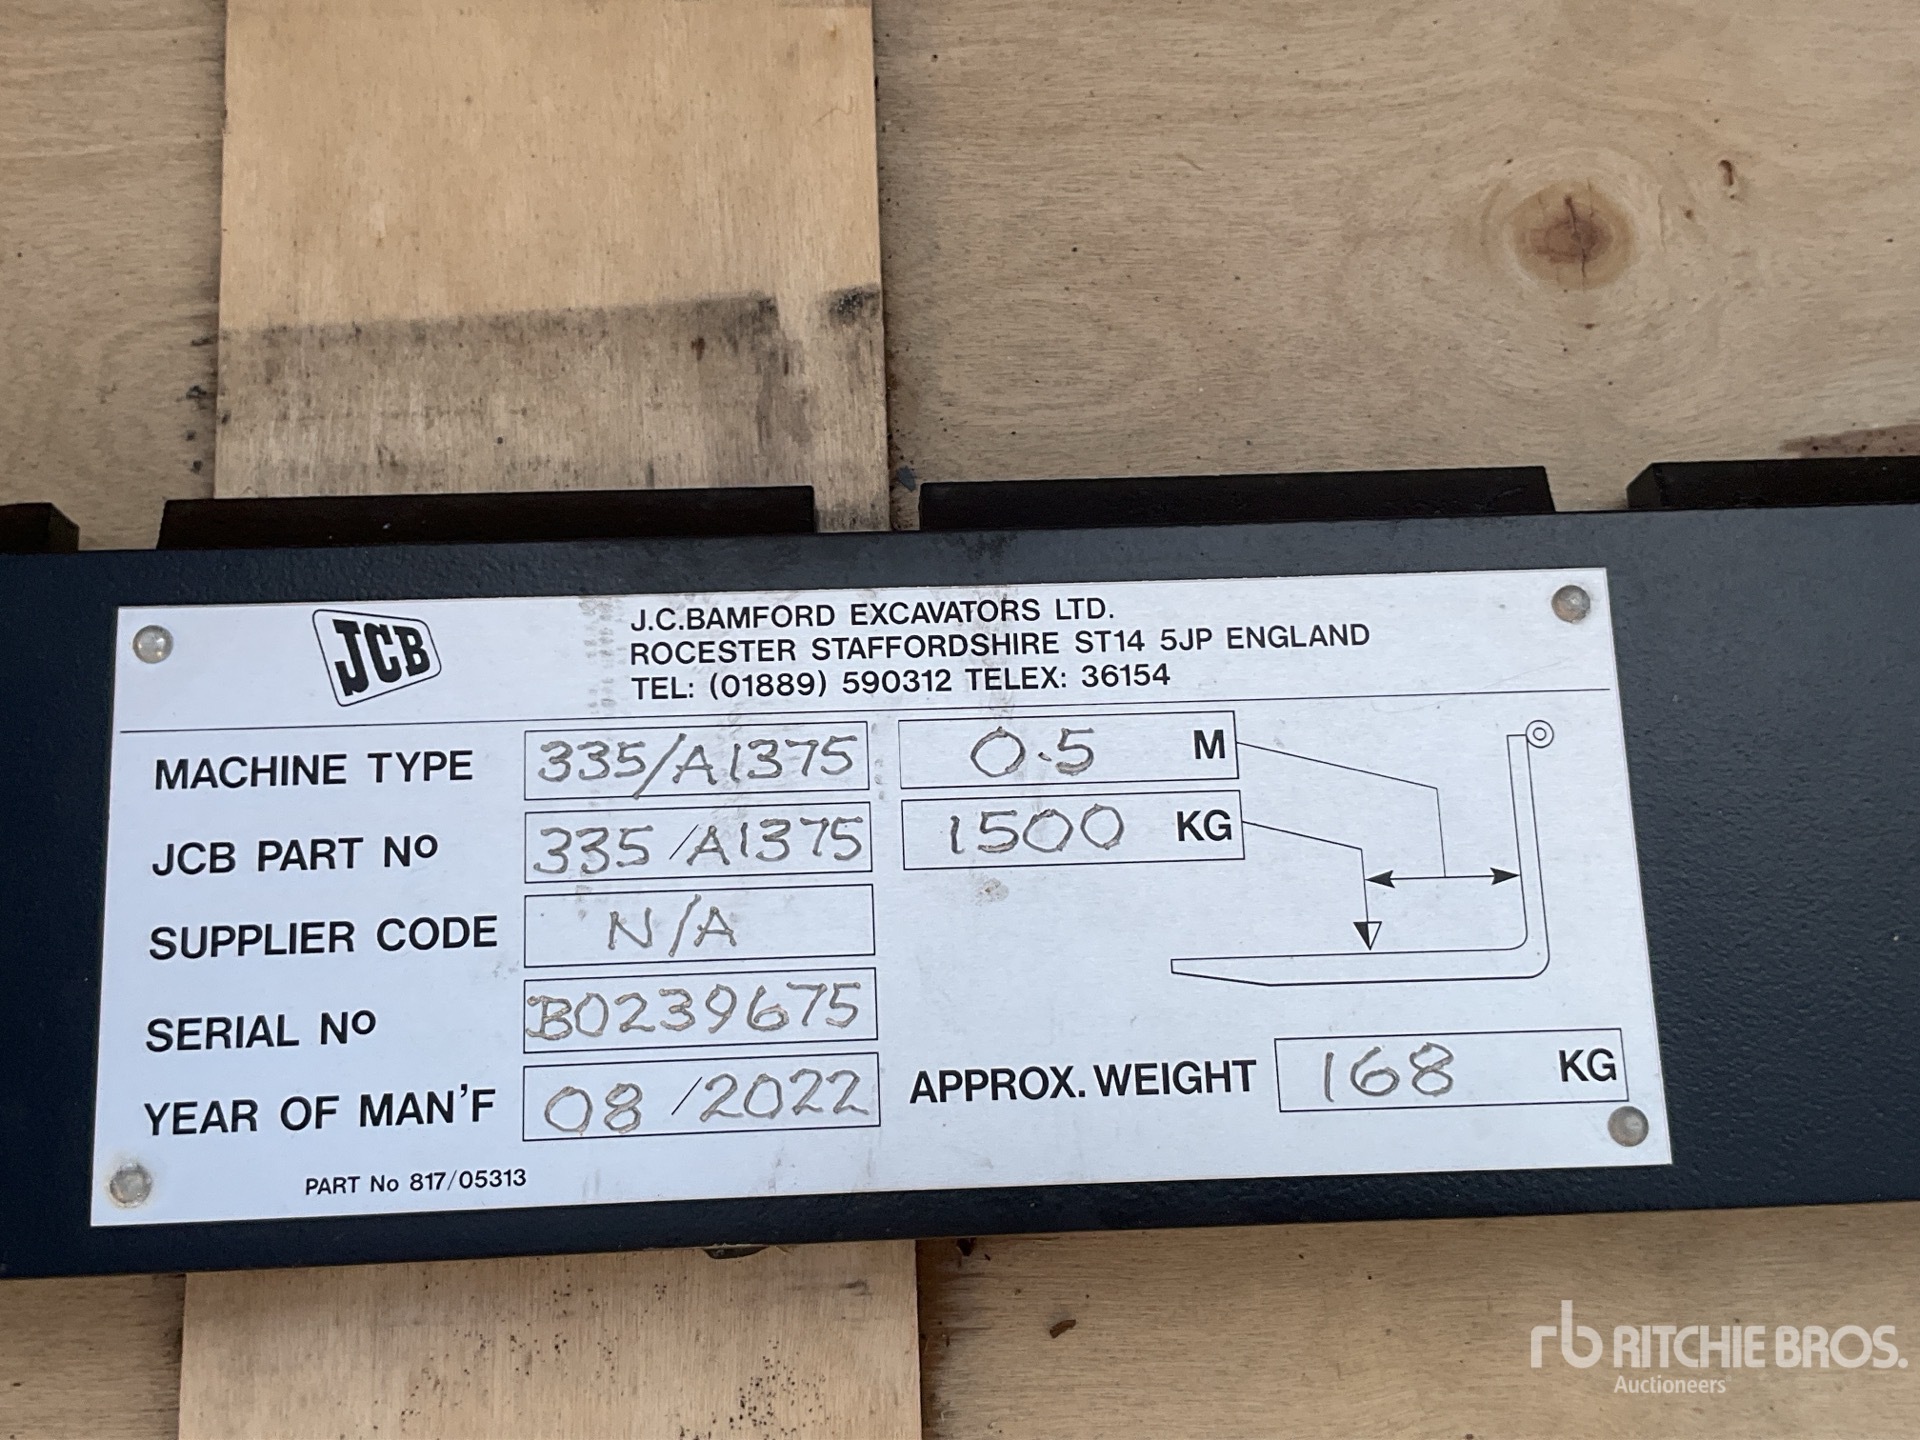 JCB
J.C.BAMFORD EXCAVATORS LTD.
ROCESTER STAFFORDSHIRE ST14 5JP ENGLAND
TEL: (01889) 590312 TELEX: 36154
MACHINE TYPE 335/A1375 0.5 M
JCB PART No 335/A1375 1500 KG
SUPPLIER CODE N/A
SERIAL No B0239675
YEAR OF MAN'F 08/2022 APPROX. WEIGHT 168 KG
PART No 817/05313
rb RITCHIE BROS.
Auctioneers